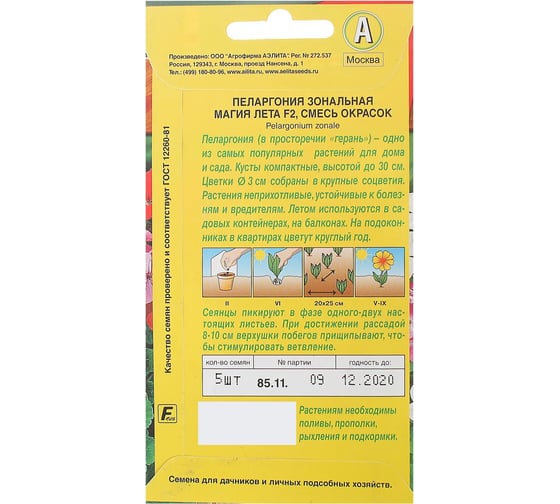 Произведено: ООО "Агрофирма АЭЛИТА". Рег. № 272.537
Россия, 129343, г. Москва, проезд Нансена, д. 1
Тел.: (499) 180-80-96, www.ailita.ru, www.aelitaseeds.ru
А
Москва
ПЕЛАРГОНИЯ ЗОНАЛЬНАЯ
МАГИЯ ЛЕТА F2, СМЕСЬ ОКРАСОК
Pelargonium zonale
Пеларгония (в просторечии «герань») – одно
из самых популярных растений для дома
и сада. Кусты компактные, высотой до 30 см.
Цветки Ø 3 см собраны в крупные соцветия.
Растения неприхотливые, устойчивые к болез-
ням и вредителям. Летом используются в са-
довых контейнерах, на балконах. На подокон-
никах в квартирах цветут круглый год.
II VI 20х25 см V-IX
Сеянцы пикируют в фазе одного-двух нас-
тоящих листьев. При достижении рассадой
8-10 см верхушки побегов прищипывают, что-
бы стимулировать ветвление.
кол-во семян № партии годность до:
5шт 85.11. 09 12.2020
Растениям необходимы
поливы, прополки,
рыхления и подкормки.
Качество семян проверено и соответствует ГОСТ 12260-81
Семена для дачников и личных подсобных хозяйств.